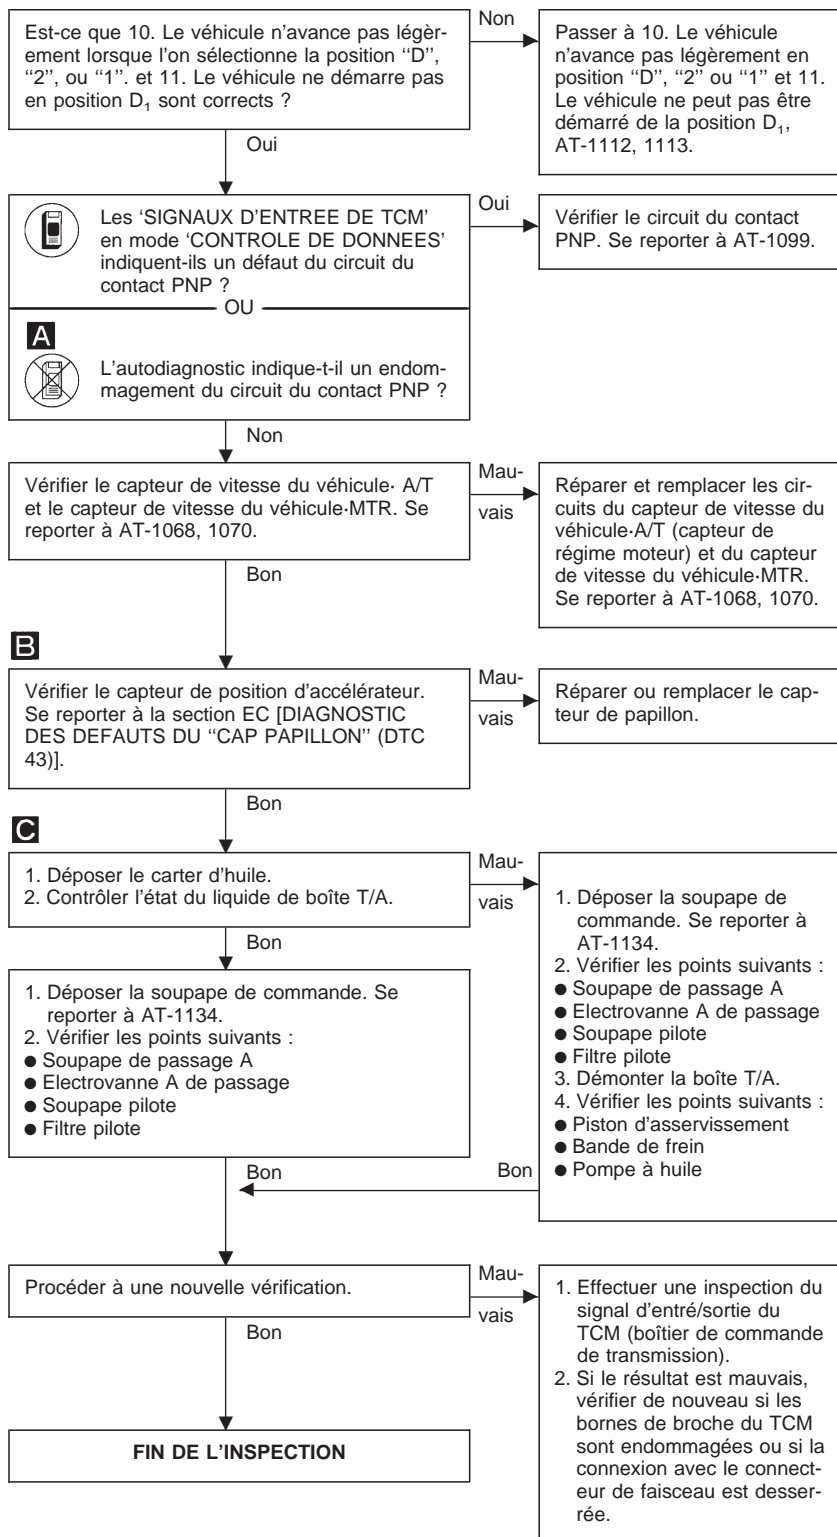 Est-ce que 10. Le véhicule n'avance pas légèr-
ement lorsque l'on sélectionne la position “D”,
“2”, ou “1”. et 11. Le véhicule ne démarre pas
en position D₁ sont corrects ?
Non
Passer à 10. Le véhicule
n'avance pas légèrement en
position “D”, “2” ou “1” et 11.
Le véhicule ne peut pas être
démarré de la position D₁,
AT-1112, 1113.
Oui
Les ‘SIGNAUX D'ENTREE DE TCM’
en mode ‘CONTROLE DE DONNEES’
indiquent-ils un défaut du circuit du
contact PNP ?
Oui
Vérifier le circuit du contact
PNP. Se reporter à AT-1099.
OU
A
L'autodiagnostic indique-t-il un endom-
magement du circuit du contact PNP ?
Non
Vérifier le capteur de vitesse du véhicule· A/T
et le capteur de vitesse du véhicule·MTR. Se
reporter à AT-1068, 1070.
Mau-
vais
Réparer et remplacer les cir-
cuits du capteur de vitesse du
véhicule·A/T (capteur de
régime moteur) et du capteur
de vitesse du véhicule·MTR.
Se reporter à AT-1068, 1070.
Bon
B
Vérifier le capteur de position d'accélérateur.
Se reporter à la section EC [DIAGNOSTIC
DES DEFAUTS DU “CAP PAPILLON” (DTC
43)].
Mau-
vais
Réparer ou remplacer le cap-
teur de papillon.
Bon
C
1. Déposer le carter d'huile.
2. Contrôler l'état du liquide de boîte T/A.
Mau-
vais
Bon
1. Déposer la soupape de commande. Se
reporter à AT-1134.
2. Vérifier les points suivants :
● Soupape de passage A
● Electrovanne A de passage
● Soupape pilote
● Filtre pilote
1. Déposer la soupape de
commande. Se reporter à
AT-1134.
2. Vérifier les points suivants :
● Soupape de passage A
● Electrovanne A de passage
● Soupape pilote
● Filtre pilote
3. Démonter la boîte T/A.
4. Vérifier les points suivants :
● Piston d'asservissement
● Bande de frein
● Pompe à huile
Bon
Bon
Procéder à une nouvelle vérification.
Mau-
vais
1. Effectuer une inspection du
signal d'entré/sortie du
TCM (boîtier de commande
de transmission).
2. Si le résultat est mauvais,
vérifier de nouveau si les
bornes de broche du TCM
sont endommagées ou si la
connexion avec le connect-
eur de faisceau est desser-
rée.
Bon
FIN DE L'INSPECTION